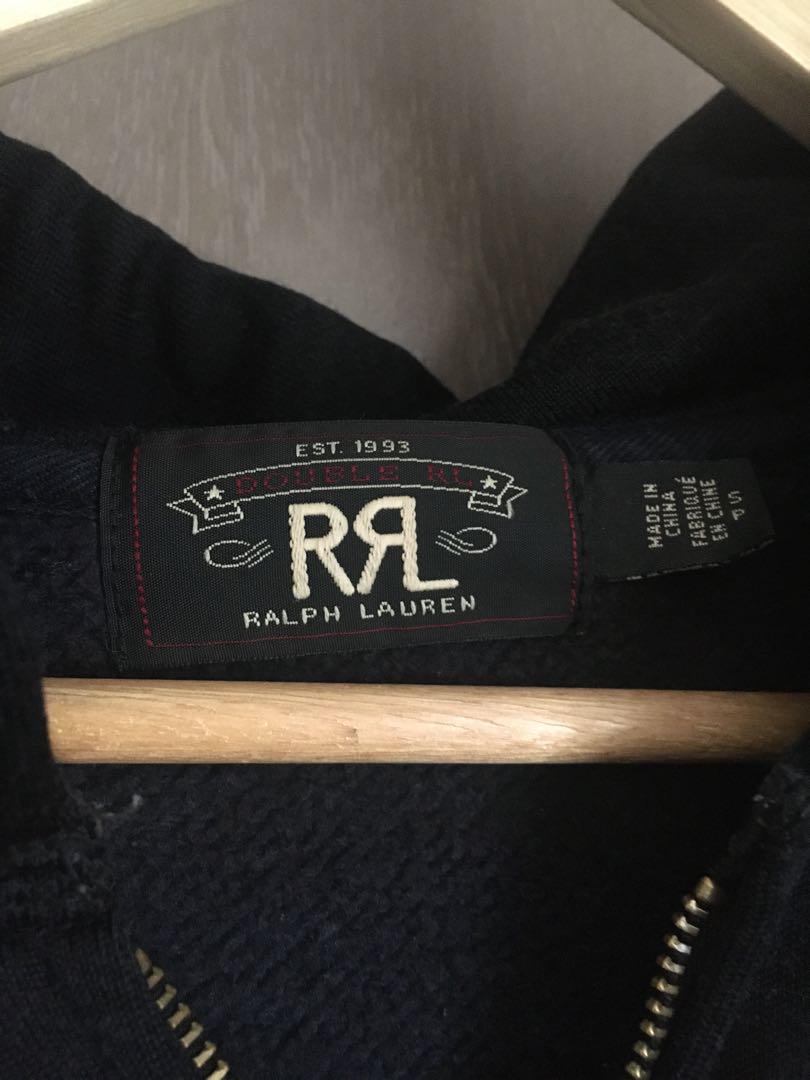 EST. 1993
DOUBLE RL
RRL
RALPH LAUREN
MADE IN
CHINA
FABRIQUÉ
EN CHINE
S
P